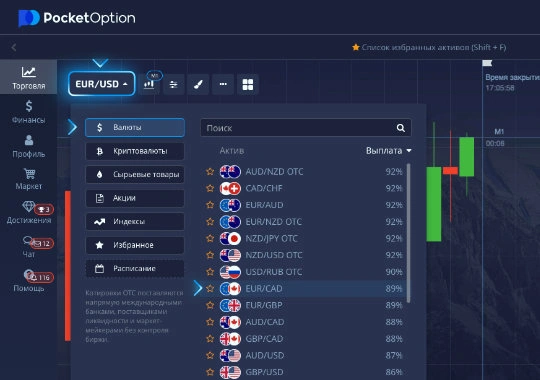 PocketOption
Список избранных активов (Shift + F)
Торговля
Финансы
Профиль
Маркет
Достижения
3
Чат
12
Помощь
116
EUR/USD
M1
Валюты
Криптовалюты
Сырьевые товары
Акции
Индексы
Избранное
Расписание
Котировки OTC поставляются
напрямую международными
банками, поставщиками
ликвидности и маркет-
мейкерами без контроля
биржи.
Поиск
Актив Выплата
AUD/NZD OTC 92%
CAD/CHF 92%
EUR/AUD 92%
EUR/NZD OTC 92%
NZD/JPY OTC 92%
NZD/USD OTC 92%
USD/RUB OTC 90%
EUR/CAD 89%
EUR/GBP 89%
AUD/CAD 88%
GBP/CAD 88%
AUD/USD 87%
GBP/USD 86%
Время закрыти
17:05:58
M1
00:08